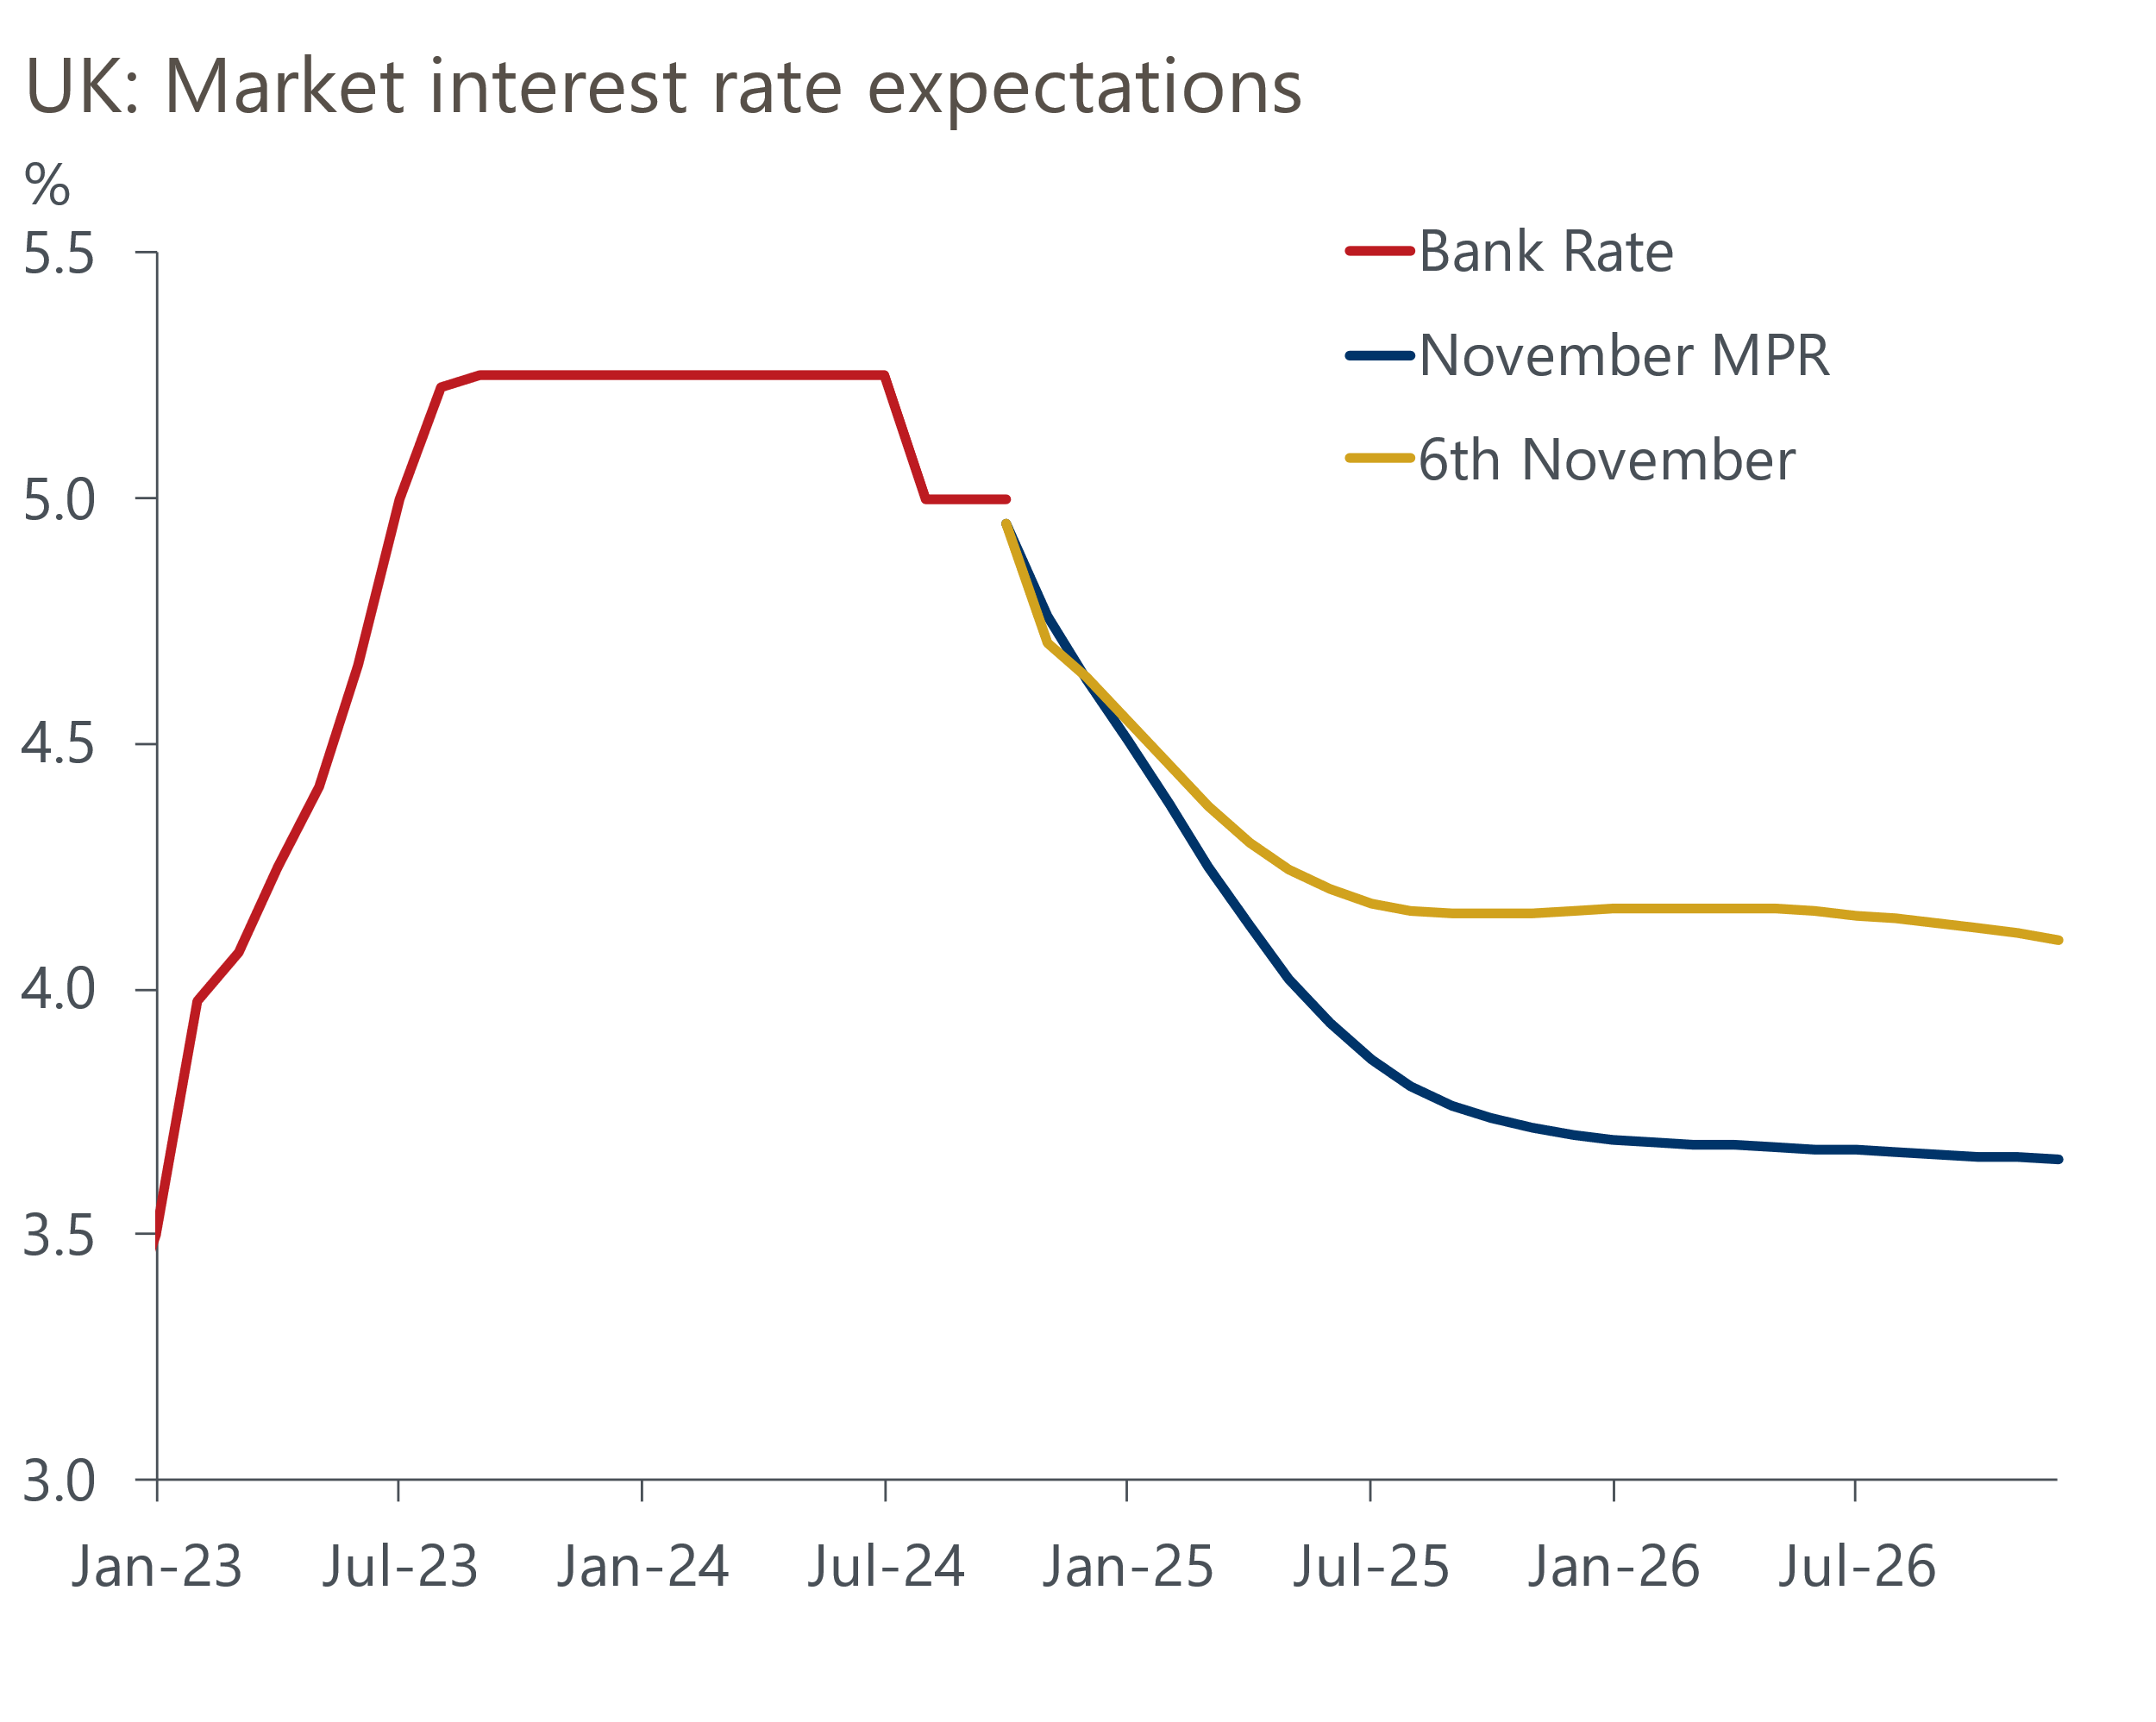 UK: Market interest rate expectations
%
5.5
5.0
4.5
4.0
3.5
3.0
Bank Rate
November MPR
6th November
Jan-23 Jul-23 Jan-24 Jul-24 Jan-25 Jul-25 Jan-26 Jul-26